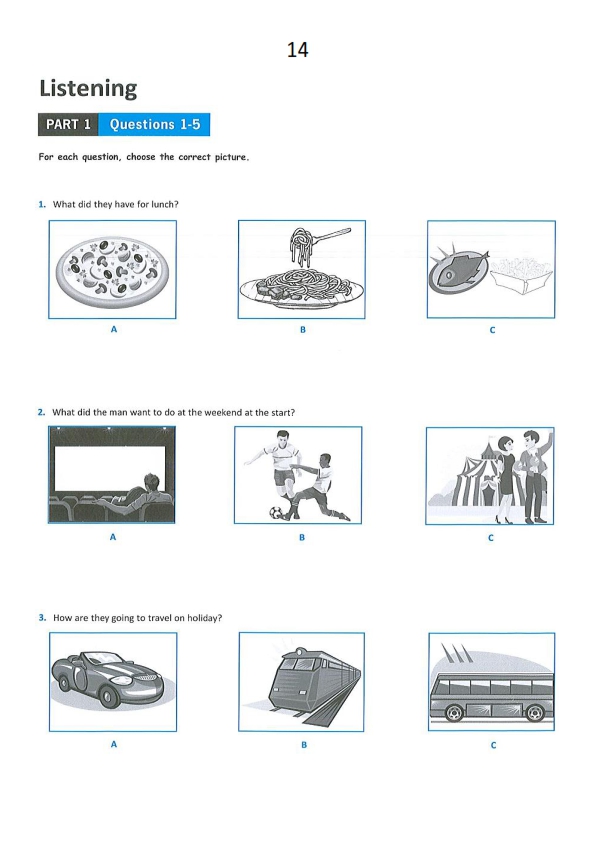 14
Listening
PART 1 Questions 1-5
For each question, choose the correct picture.
1. What did they have for lunch?
A B C
2. What did the man want to do at the weekend at the start?
A B C
3. How are they going to travel on holiday?
A B C